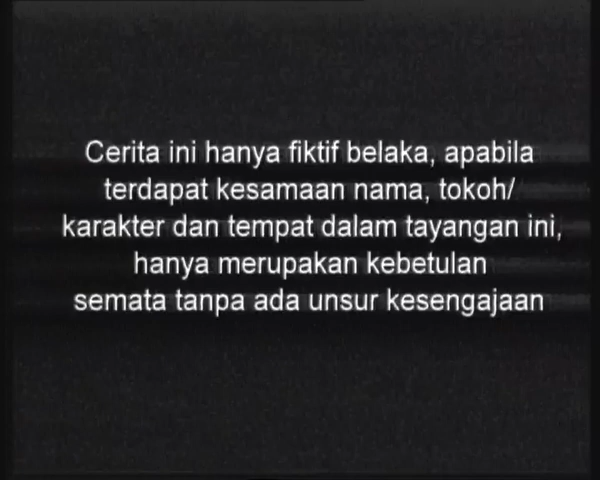 Cerita ini hanya fiktif belaka, apabila
terdapat kesamaan nama, tokoh/
karakter dan tempat dalam tayangan ini,
hanya merupakan kebetulan
semata tanpa ada unsur kesengajaan